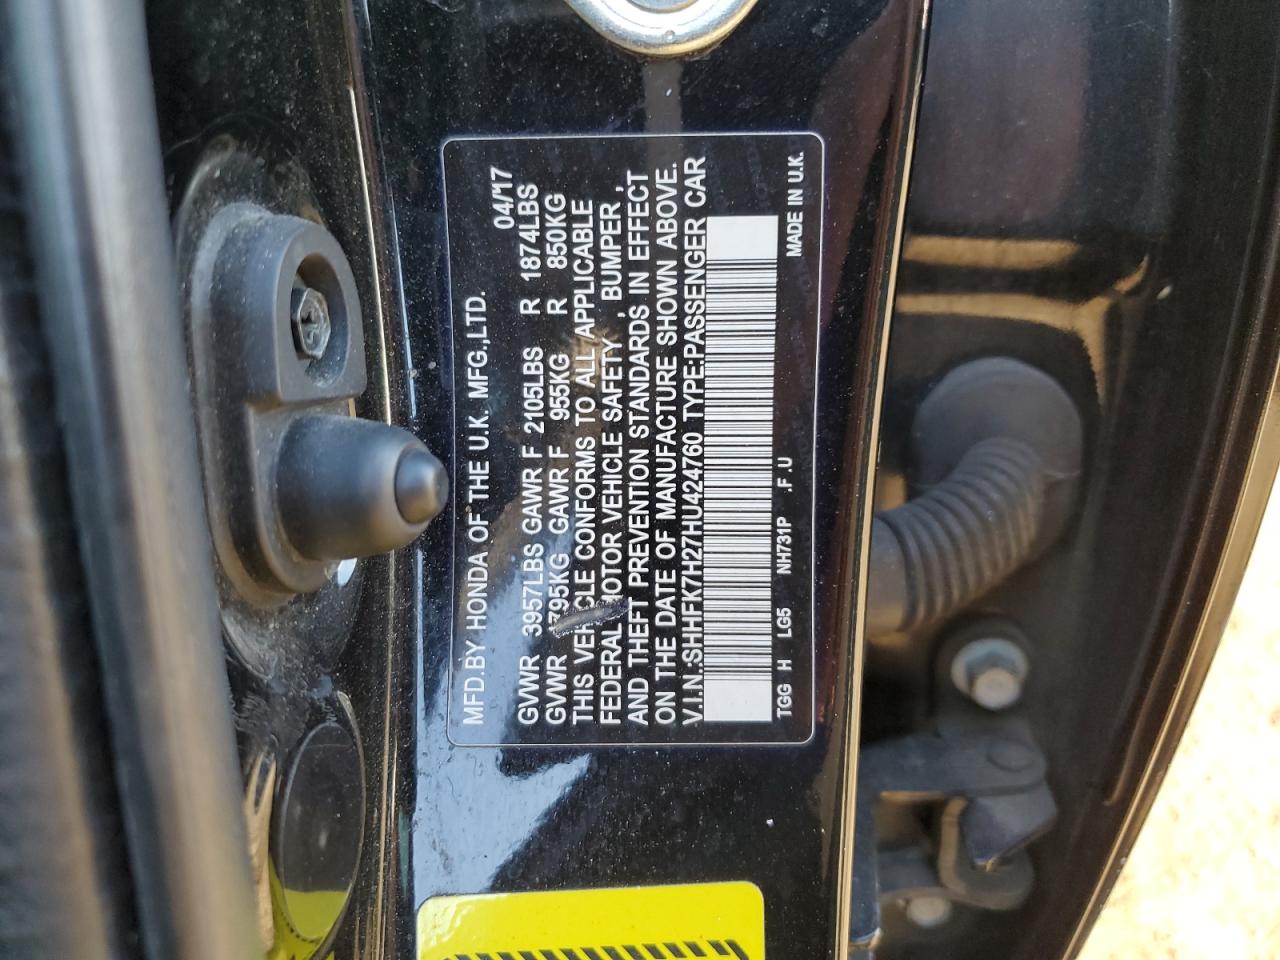 MFD.BY HONDA OF THE U.K. MFG.,LTD.
04/17
GVWR 3957LBS GAWR F 2105LBS R 1874LBS
GVWR 1795KG GAWR F 955KG R 850KG
THIS VEHICLE CONFORMS TO ALL APPLICABLE
FEDERAL MOTOR VEHICLE SAFETY , BUMPER ,
AND THEFT PREVENTION STANDARDS IN EFFECT
ON THE DATE OF MANUFACTURE SHOWN ABOVE.
V.I.N.:SHHFK7H27HU424760 TYPE:PASSENGER CAR
TGG H LG5 NH731P .F .U MADE IN U.K.